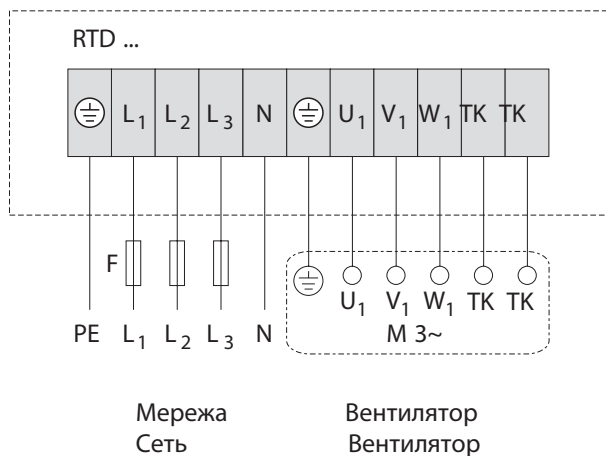 RTD ...
L1 L2 L3 N U1 V1 W1 TK TK
F
U1 V1 W1 TK TK
PE L1 L2 L3 N M 3~
Мережа Вентилятор
Сеть Вентилятор